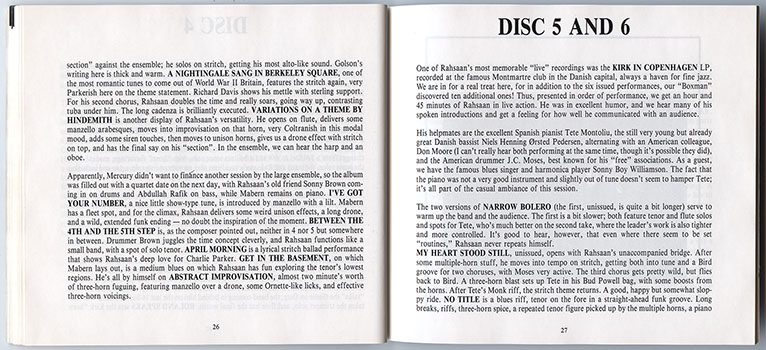 section" against the ensemble; he solos on stritch, getting his most alto-like sound. Golson's
writing here is thick and warm. A NIGHTINGALE SANG IN BERKELEY SQUARE, one of
the most romantic tunes to come out of World War II Britain, features the stritch again, very
Parkerish here on the theme statement. Richard Davis shows his mettle with sterling support.
For his second chorus, Rahsaan doubles the time and really soars, going way up, contrasting
tuba under him. The long cadenza is brilliantly executed. VARIATIONS ON A THEME BY
HINDEMITH is another display of Rahsaan's versatility. He opens on flute, delivers some
manzello arabesques, moves into improvisation on that horn, very Coltranish in this modal
mood, adds some siren touches, then moves to unison horns, gives us a drone effect with stritch
on top, and has the final say on his "section". In the ensemble, we can hear the harp and an
oboe.
Apparently, Mercury didn't want to finance another session by the large ensemble, so the album
was filled out with a quartet date on the next day, with Rahsaan's old friend Sonny Brown com-
ing in on drums and Abdullah Rafik on bass, while Mabern remains on piano. I'VE GOT
YOUR NUMBER, a nice little show-type tune, is introduced by manzello with a lilt. Mabern
has a fleet spot, and for the climax, Rahsaan delivers some weird unison effects, a long drone,
and a wild, extended funk ending — no doubt the inspiration of the moment. BETWEEN THE
4TH AND THE 5TH STEP is, as the composer pointed out, neither in 4 nor 5 but somewhere
in between. Drummer Brown juggles the time concept cleverly, and Rahsaan functions like a
small band, with a spot of solo tenor. APRIL MORNING is a lyrical stritch ballad performance
that shows Rahsaan's deep love for Charlie Parker. GET IN THE BASEMENT, on which
Mabern lays out, is a medium blues on which Rahsaan has fun exploring the tenor's lowest
regions. He's all by himself on ABSTRACT IMPROVISATION, almost two minute's worth
of three-horn fuguing, featuring manzello over a drone, some Ornette-like licks, and effective
three-horn voicings.
26
DISC 5 AND 6
One of Rahsaan's most memorable "live" recordings was the KIRK IN COPENHAGEN LP,
recorded at the famous Montmartre club in the Danish capital, always a haven for fine jazz.
We are in for a real treat here, for in addition to the six issued performances, our "Boxman"
discovered ten additional ones! Thus, presented in order of performance, we get an hour and
45 minutes of Rahsaan in live action. He was in excellent humor, and we hear many of his
spoken introductions and get a feeling for how well he communicated with an audience.
His helpmates are the excellent Spanish pianist Tete Montoliu, the still very young but already
great Danish bassist Niels Henning Ørsted Pedersen, alternating with an American colleague,
Don Moore (I can't really hear both performing at the same time, though it's possible they did),
and the American drummer J.C. Moses, best known for his "free" associations. As a guest,
we have the famous blues singer and harmonica player Sonny Boy Williamson. The fact that
the piano was not a very good instrument and slightly out of tune doesn't seem to hamper Tete;
it's all part of the casual ambiance of this session.
The two versions of NARROW BOLERO (the first, unissued, is quite a bit longer) serve to
warm up the band and the audience. The first is a bit slower; both feature tenor and flute solos
and spots for Tete, who's much better on the second take, where the leader's work is also tighter
and more controlled. It's good to hear, however, that even where there seem to be set
"routines," Rahsaan never repeats himself.
MY HEART STOOD STILL, unissued, opens with Rahsaan's unaccompanied bridge. After
some multiple-horn stuff, he moves into tempo on stritch, getting both into tune and a Bird
groove for two choruses, with Moses very active. The third chorus gets pretty wild, but flies
back to Bird. A three-horn blast sets up Tete in his Bud Powell bag, with some boosts from
the horns. After Tete's Monk riff, the stritch theme returns. A good, happy but somewhat slop-
py ride. NO TITLE is a blues riff, tenor on the fore in a straight-ahead funk groove. Long
breaks, riffs, three-horn spice, a repeated tenor figure picked up by the multiple horns, a piano
27